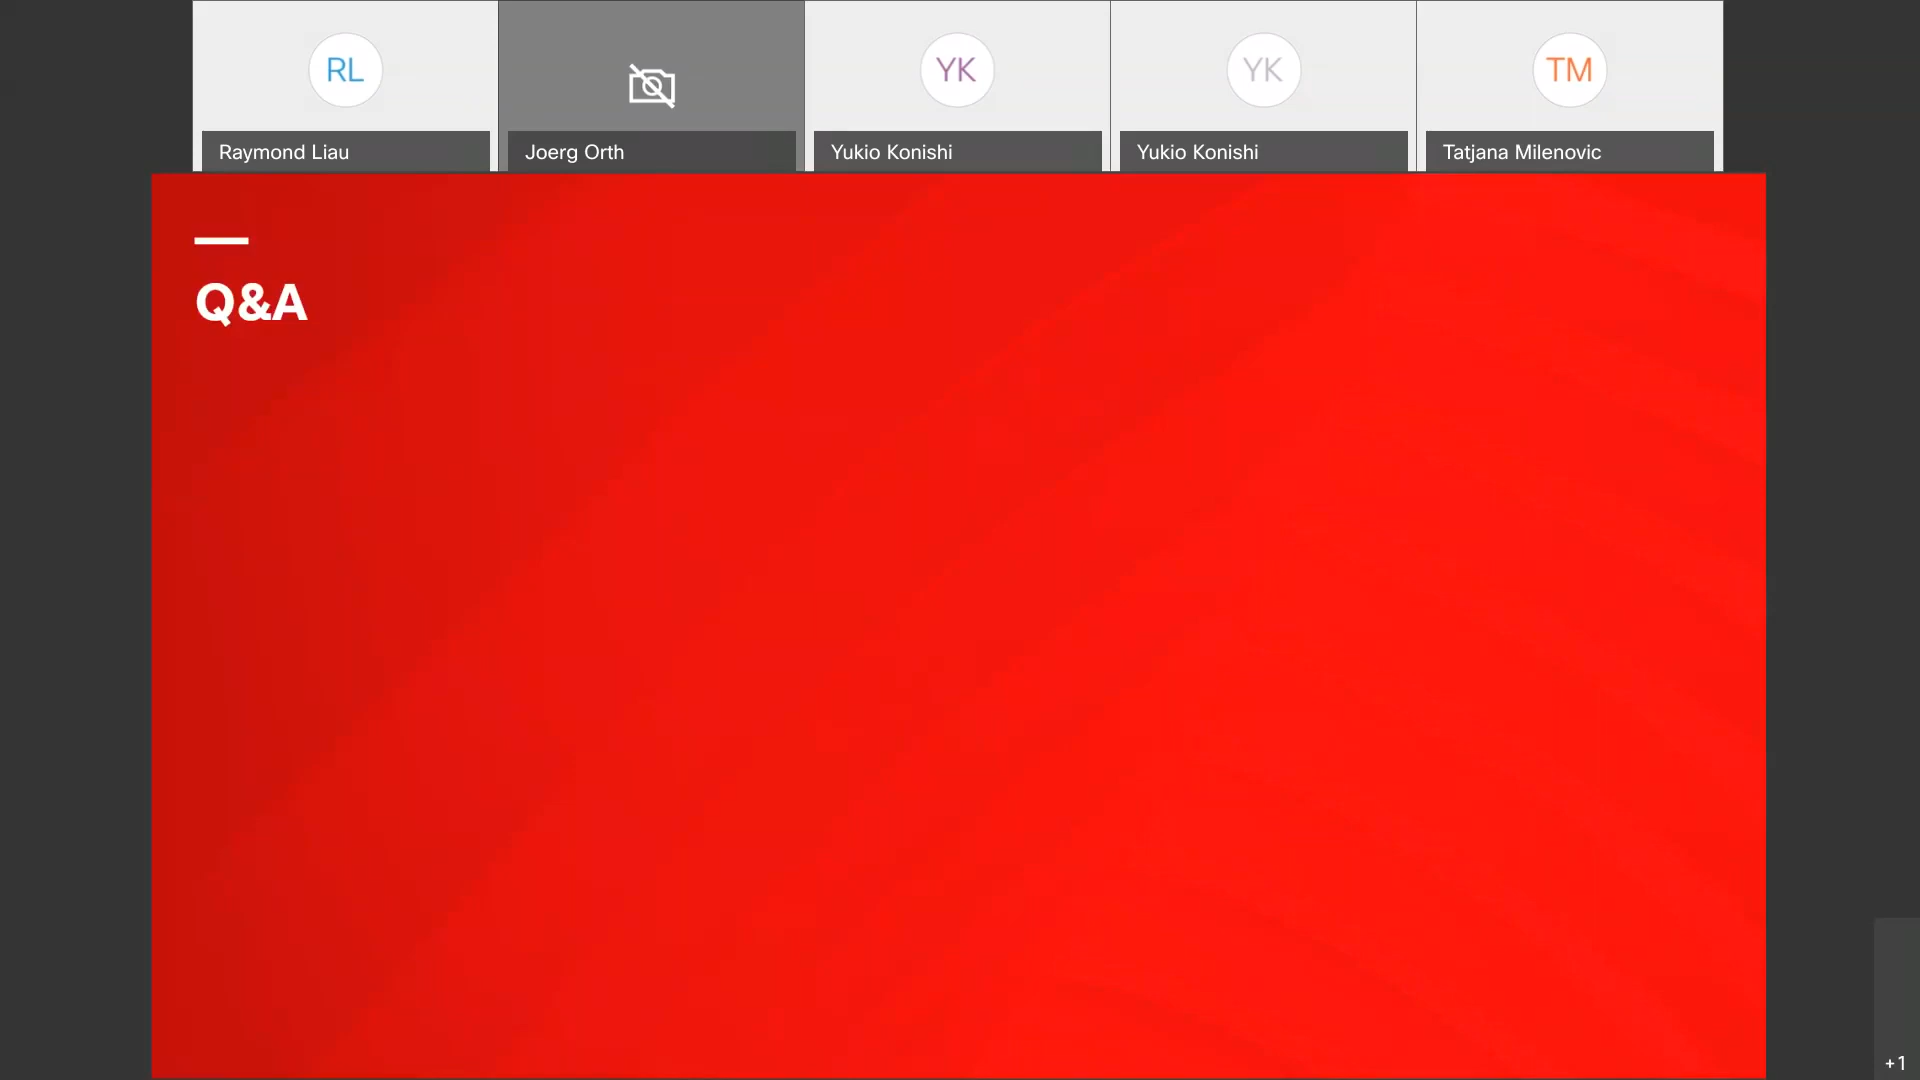 RL
YK
YK
TM
Raymond Liau
Joerg Orth
Yukio Konishi
Yukio Konishi
Tatjana Milenovic
Q&A
+1